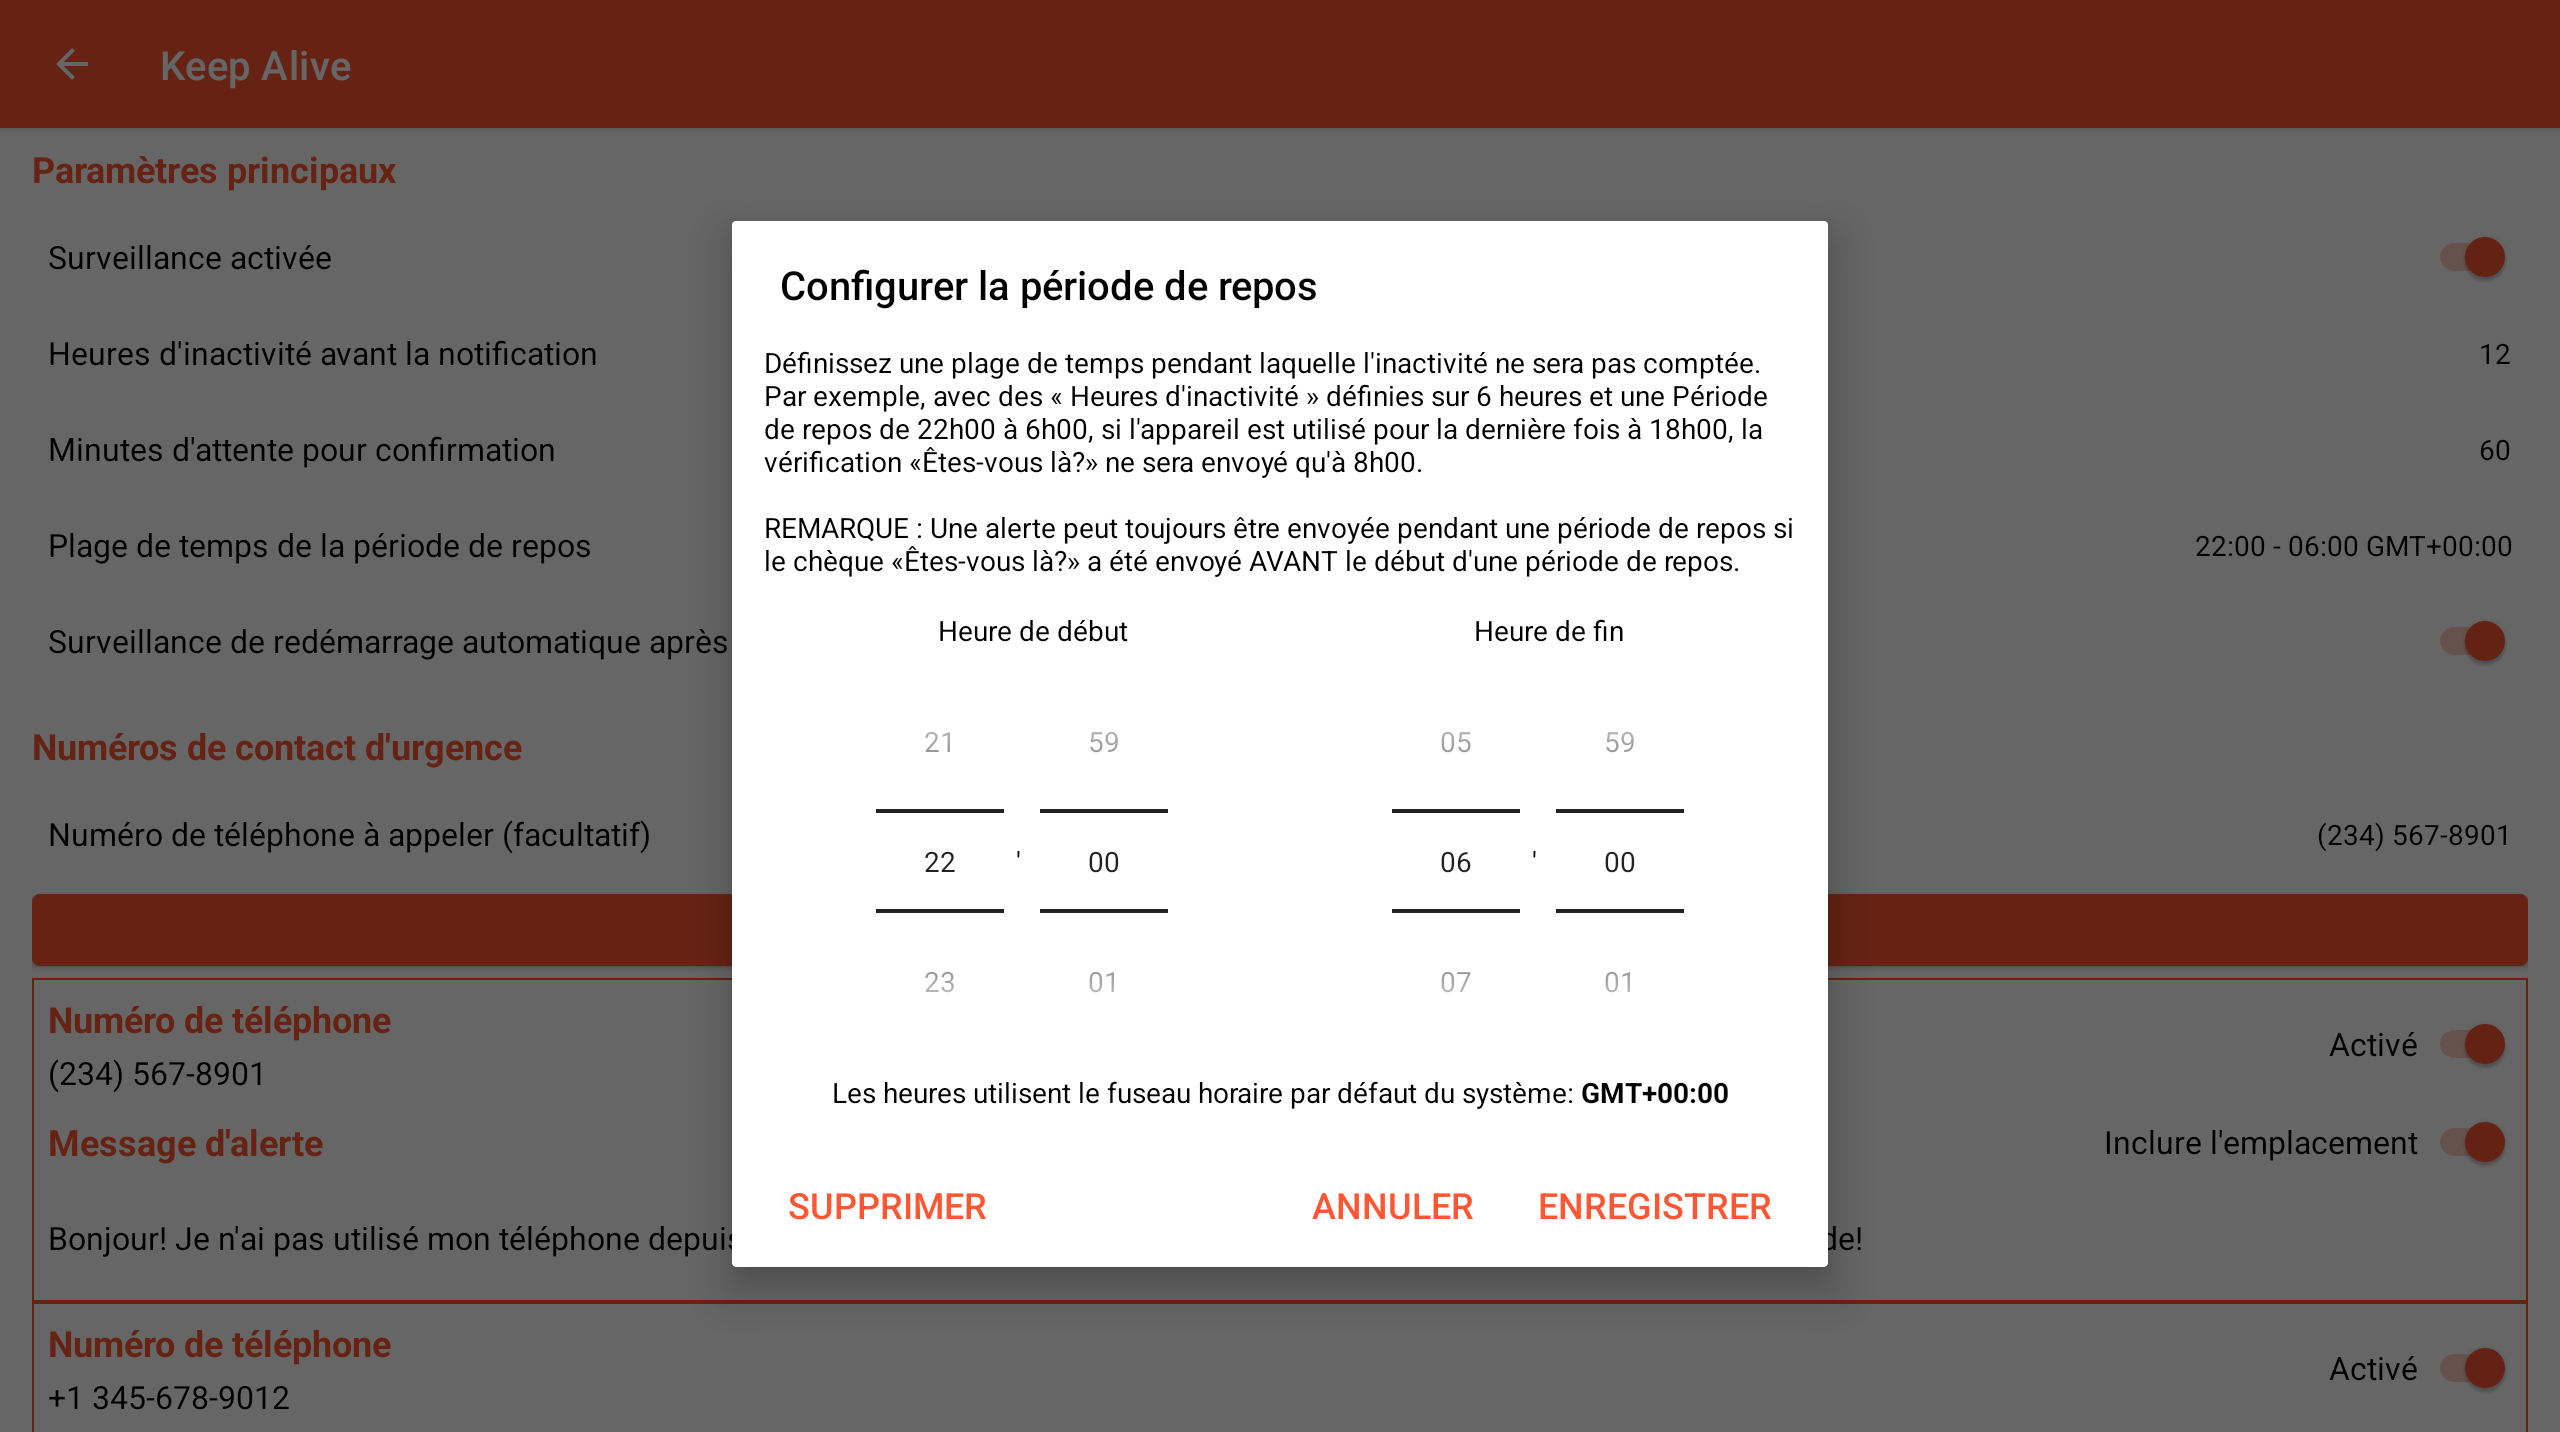 Keep Alive
Paramètres principaux
Surveillance activée
Heures d'inactivité avant la notification
12
Minutes d'attente pour confirmation
60
Plage de temps de la période de repos
22:00 - 06:00 GMT+00:00
Surveillance de redémarrage automatique après
Numéros de contact d'urgence
Numéro de téléphone à appeler (facultatif)
(234) 567-8901
Numéro de téléphone
(234) 567-8901
Activé
Message d'alerte
Inclure l'emplacement
Bonjour! Je n'ai pas utilisé mon téléphone depuis
de!
Numéro de téléphone
+1 345-678-9012
Activé
Configurer la période de repos
Définissez une plage de temps pendant laquelle l'inactivité ne sera pas comptée.
Par exemple, avec des « Heures d'inactivité » définies sur 6 heures et une Période
de repos de 22h00 à 6h00, si l'appareil est utilisé pour la dernière fois à 18h00, la
vérification «Êtes-vous là?» ne sera envoyé qu'à 8h00.
REMARQUE : Une alerte peut toujours être envoyée pendant une période de repos si
le chèque «Êtes-vous là?» a été envoyé AVANT le début d'une période de repos.
Heure de début
Heure de fin
21 59 05 59
22 ' 00 06 ' 00
23 01 07 01
Les heures utilisent le fuseau horaire par défaut du système: GMT+00:00
SUPPRIMER
ANNULER
ENREGISTRER